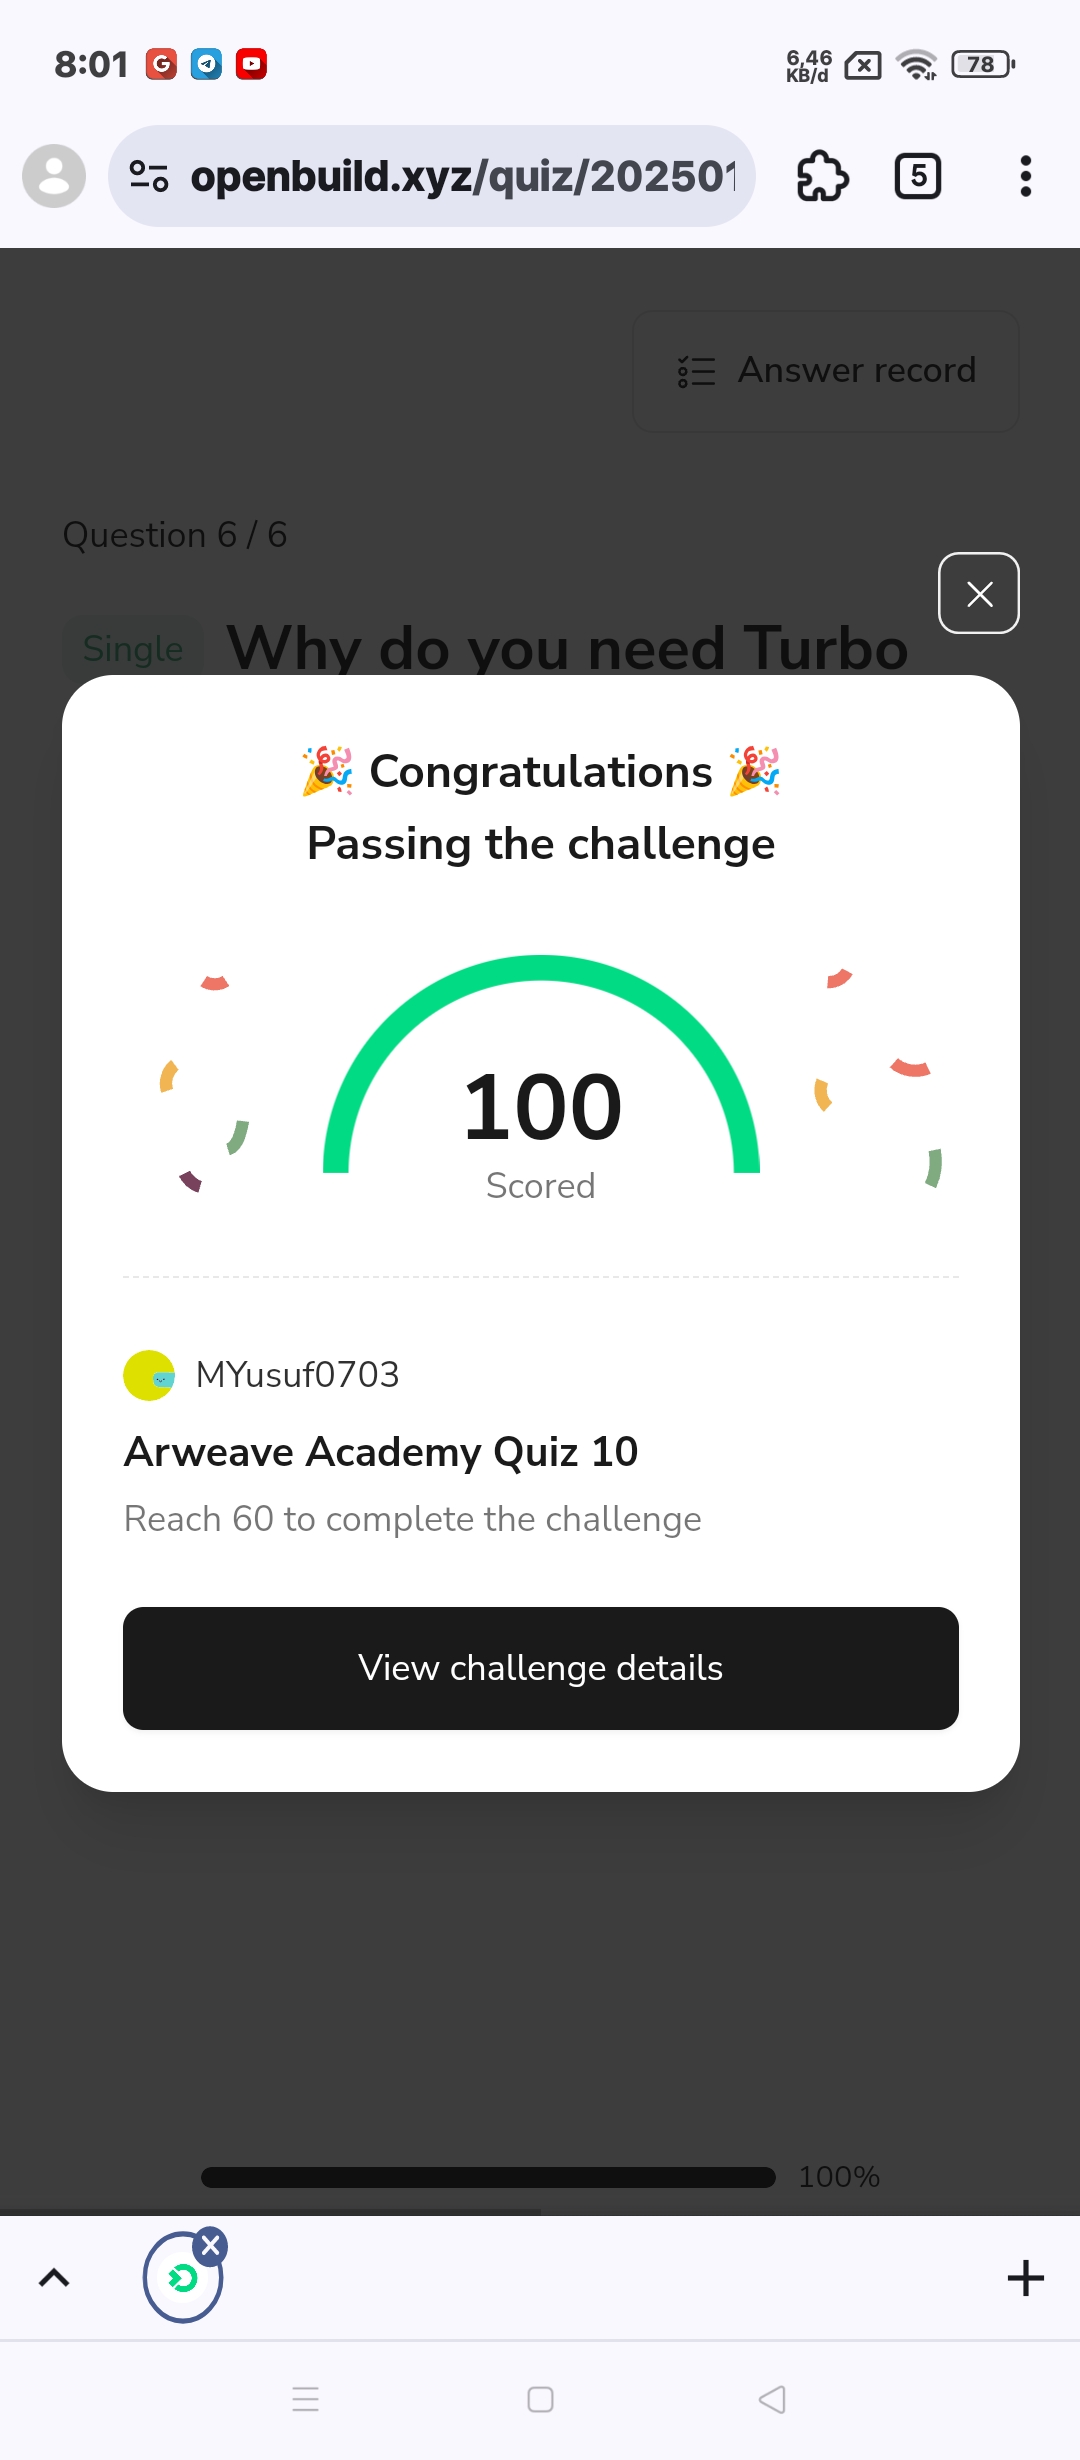 8:01
6,46
KB/d
78
openbuild.xyz/quiz/202501
5
Answer record
Question 6 / 6
Single
Why do you need Turbo
🎉 Congratulations 🎉
Passing the challenge
100
Scored
MYusuf0703
Arweave Academy Quiz 10
Reach 60 to complete the challenge
View challenge details
100%